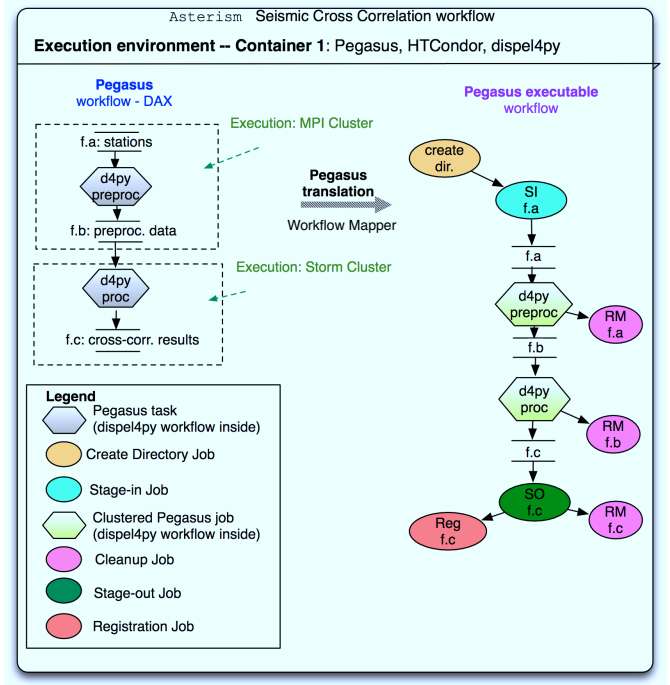 Asterism Seismic Cross Correlation workflow
Execution environment -- Container 1: Pegasus, HTCondor, dispel4py
Pegasus
workflow - DAX
Execution: MPI Cluster
f.a: stations
d4py
preproc
f.b: preproc. data
Execution: Storm Cluster
d4py
proc
f.c: cross-corr. results
Pegasus
translation
Workflow Mapper
Pegasus executable
workflow
create
dir.
SI
f.a
f.a
d4py
preproc
RM
f.a
f.b
d4py
proc
RM
f.b
f.c
SO
f.c
Reg
f.c
RM
f.c
Legend
Pegasus task
(dispel4py workflow inside)
Create Directory Job
Stage-in Job
Clustered Pegasus job
(dispel4py workflow inside)
Cleanup Job
Stage-out Job
Registration Job